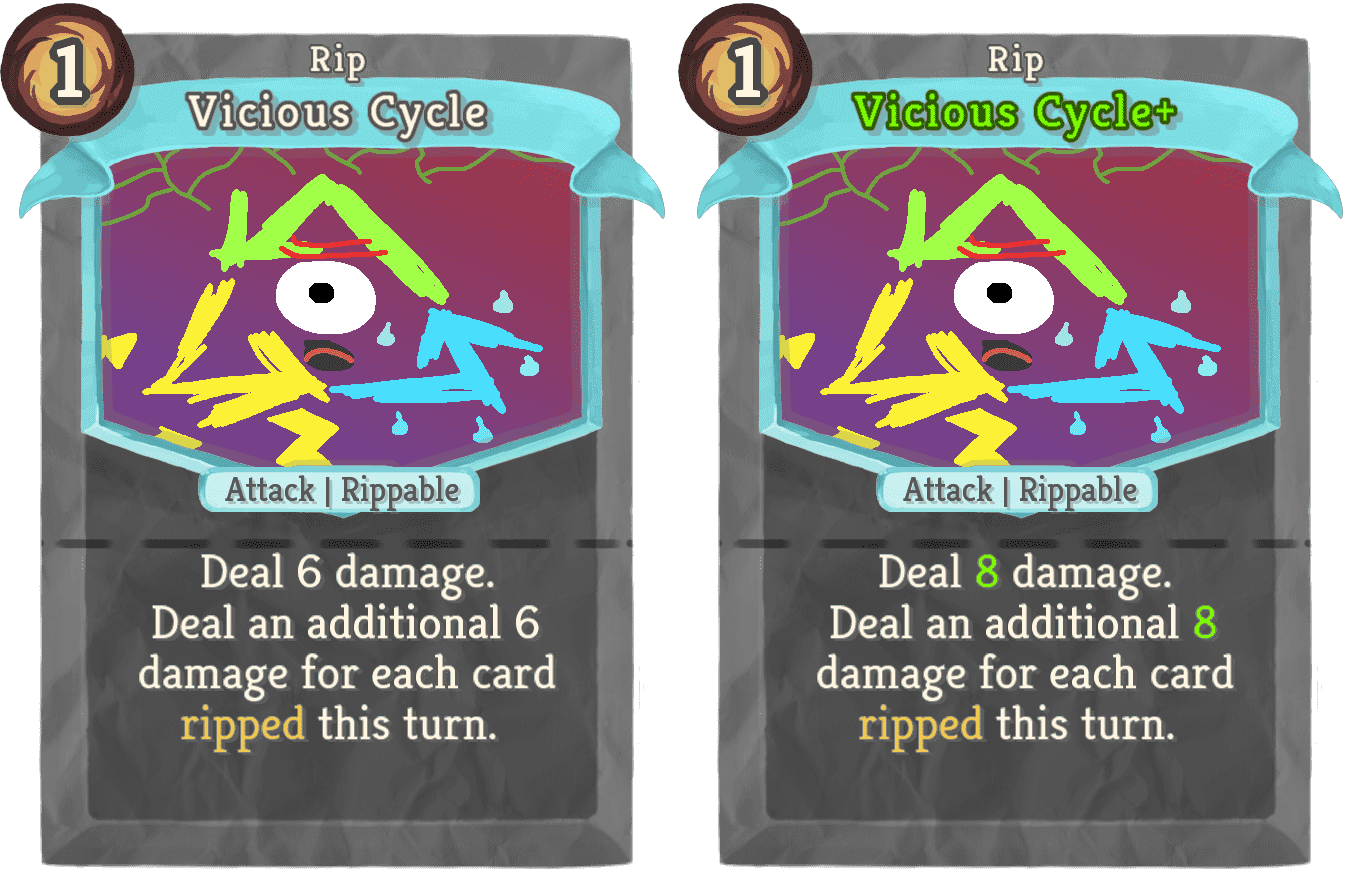 1
Rip
Vicious Cycle
Attack | Rippable
Deal 6 damage.
Deal an additional 6
damage for each card
ripped this turn.
1
Rip
Vicious Cycle+
Attack | Rippable
Deal 8 damage.
Deal an additional 8
damage for each card
ripped this turn.